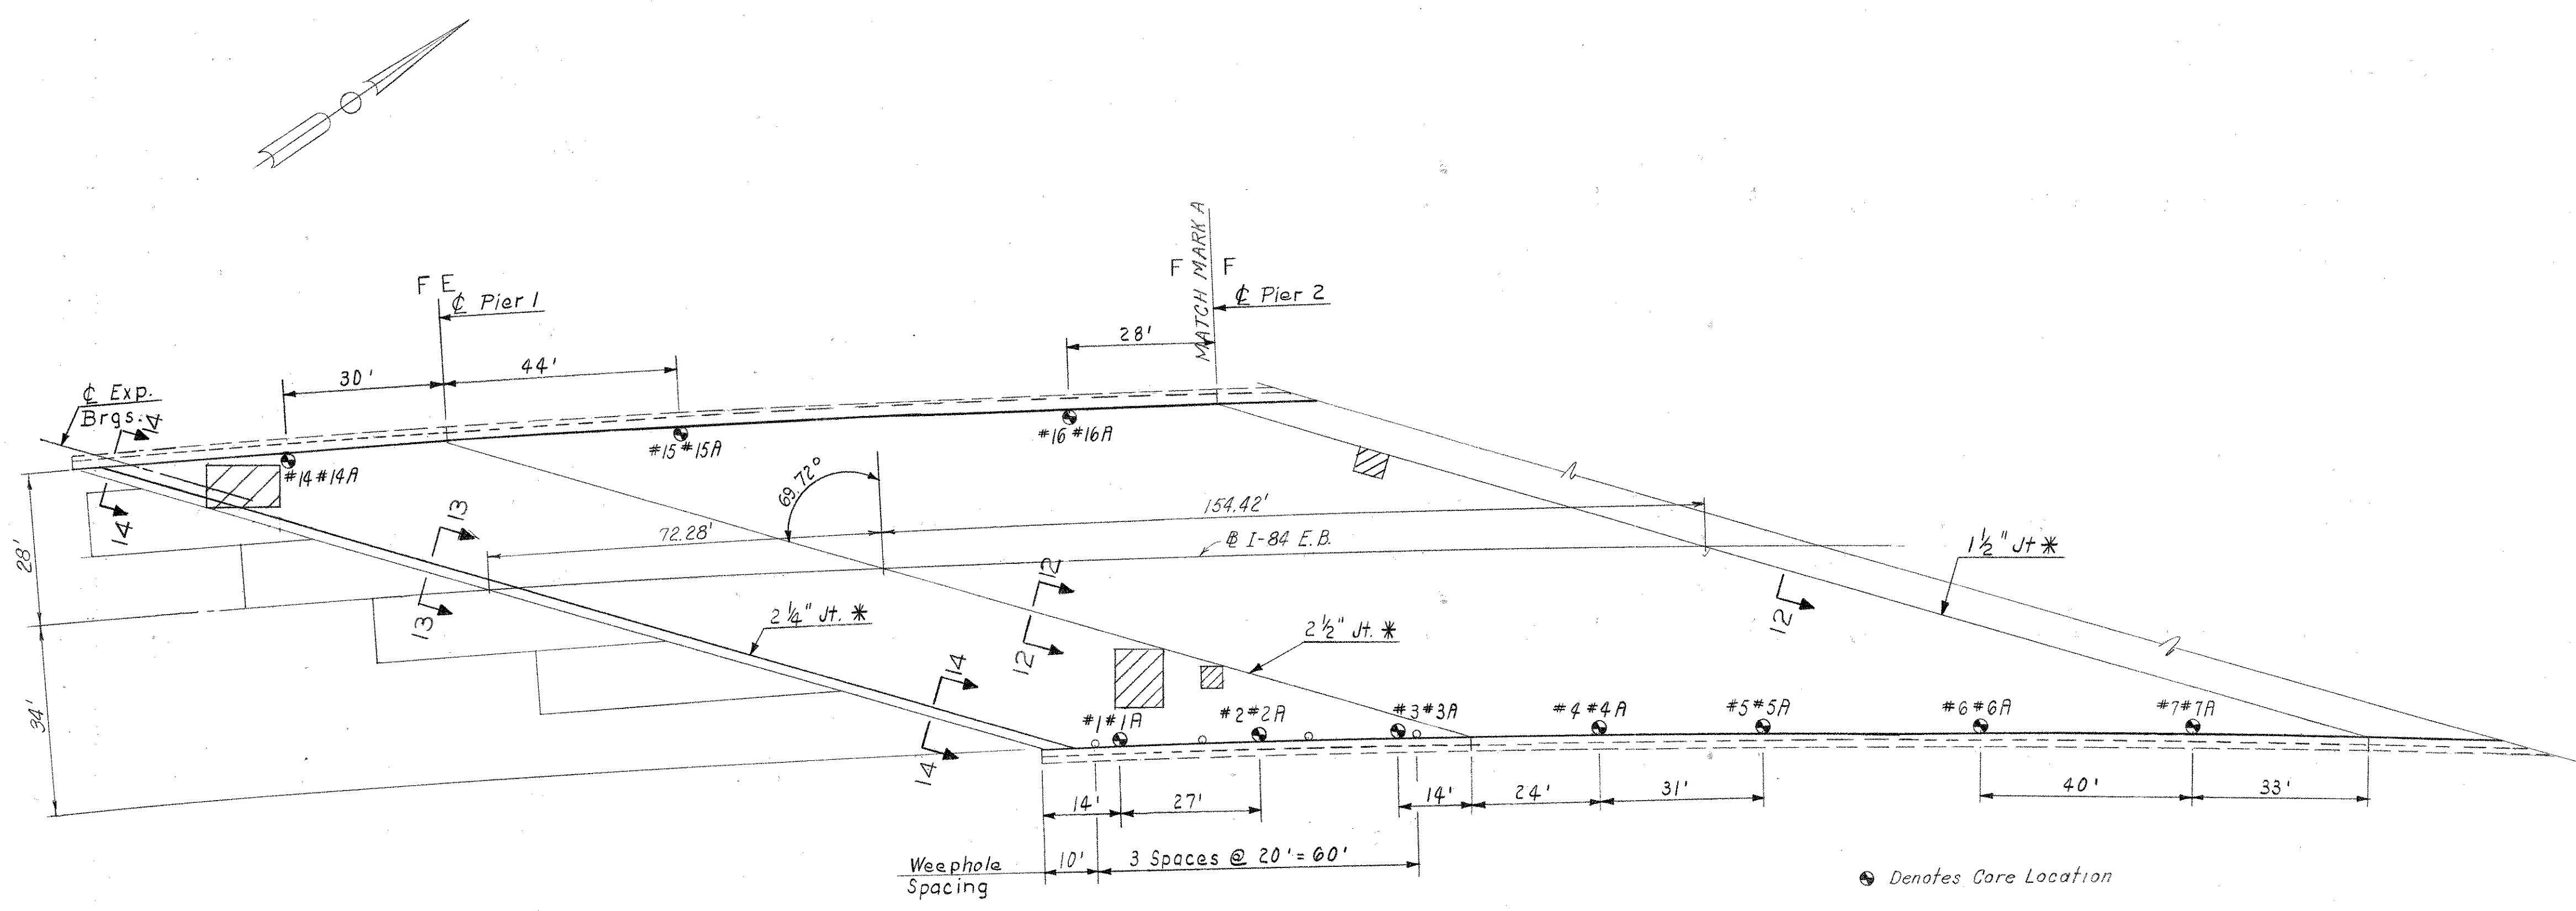 MATCH MARK A
F E
F F
℄ Pier 1
℄ Pier 2
28'
44'
30'
℄ Exp.
Brgs.
14
#14 #14A
#15 #15A
#16 #16A
69.72°
154.42'
72.28'
℄ I-84 E.B.
14
13
28'
13
12
12
12
1½" Jt *
2¼" Jt. *
2½" Jt. *
34'
14
14
#1 #1A
#2 #2A
#3 #3A
#4 #4A
#5 #5A
#6 #6A
#7 #7A
14'
27'
14'
24'
31'
40'
33'
Weephole
Spacing
10'
3 Spaces @ 20' = 60'
Denotes Core Location